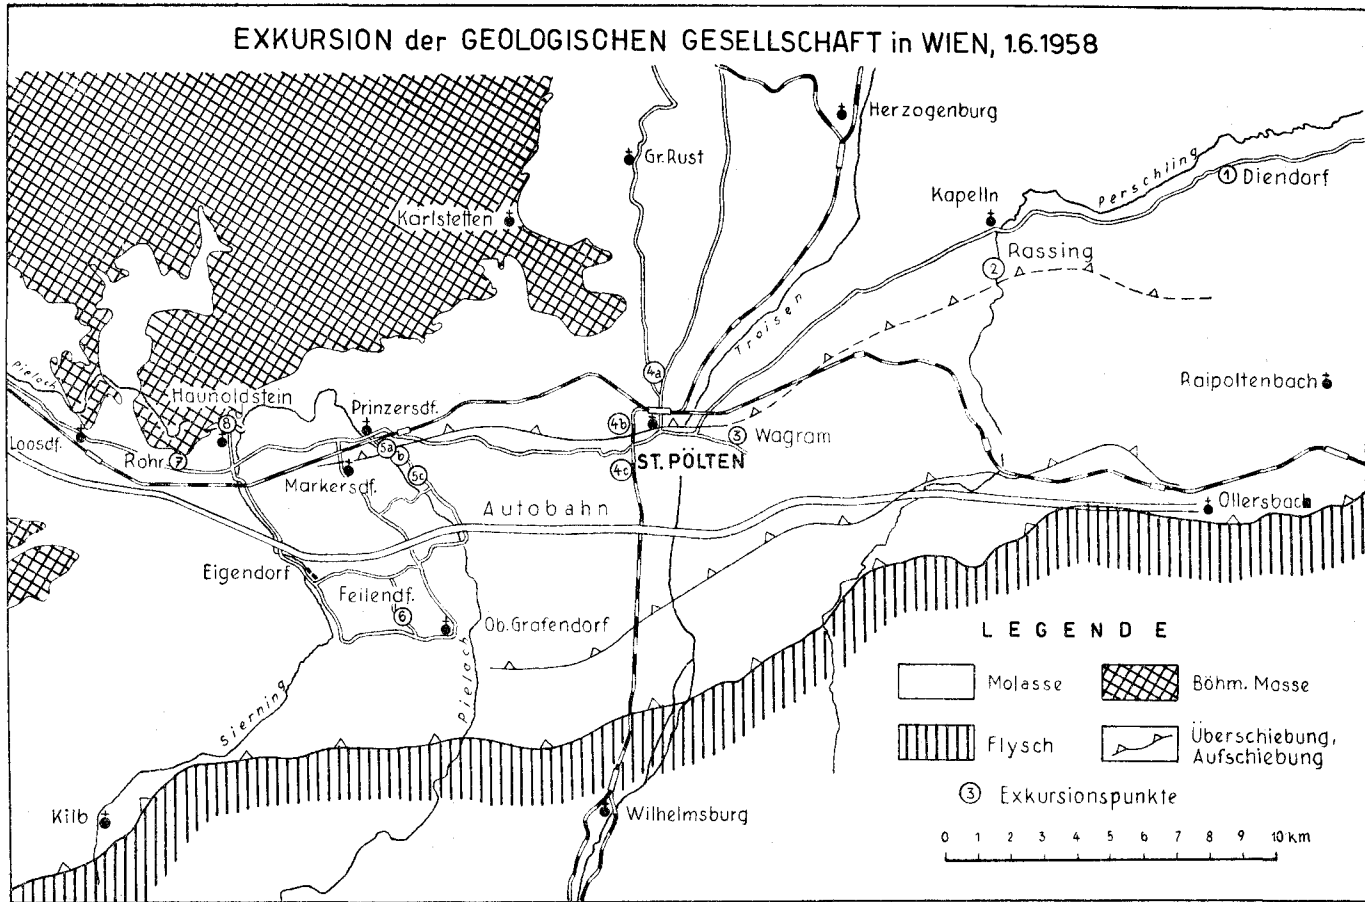 EXKURSION der GEOLOGISCHEN GESELLSCHAFT in WIEN, 1.6.1958
Herzogenburg
Gr. Rust
Perschling
1 Diendorf
Kapelln
Karlstetten
Rassing
2
Traisen
Pielach
4a
Raipoltenbach
Haunoldstein
Prinzersdf.
8
4b
3 Wagram
Loosdf.
Rohr
7
5a
b
ST. PÖLTEN
4c
Markersdf.
5c
Autobahn
Ollersbach
Eigendorf
Feilendf.
6
Ob. Grafendorf
LEGENDE
Molasse
Böhm. Masse
Sierning
Pielach
Flysch
Überschiebung,
Aufschiebung
3 Exkursionspunkte
Kilb
Wilhelmsburg
0 1 2 3 4 5 6 7 8 9 10 km